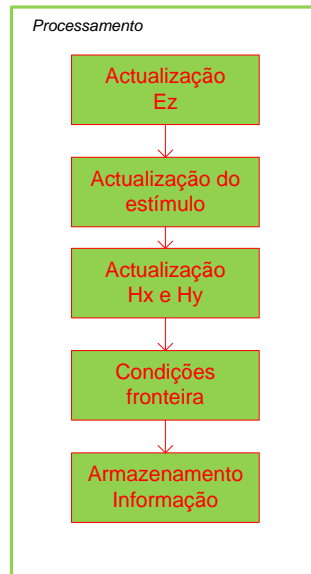 Processamento
Actualização
Ez
Actualização do
estímulo
Actualização
Hx e Hy
Condições
fronteira
Armazenamento
Informação